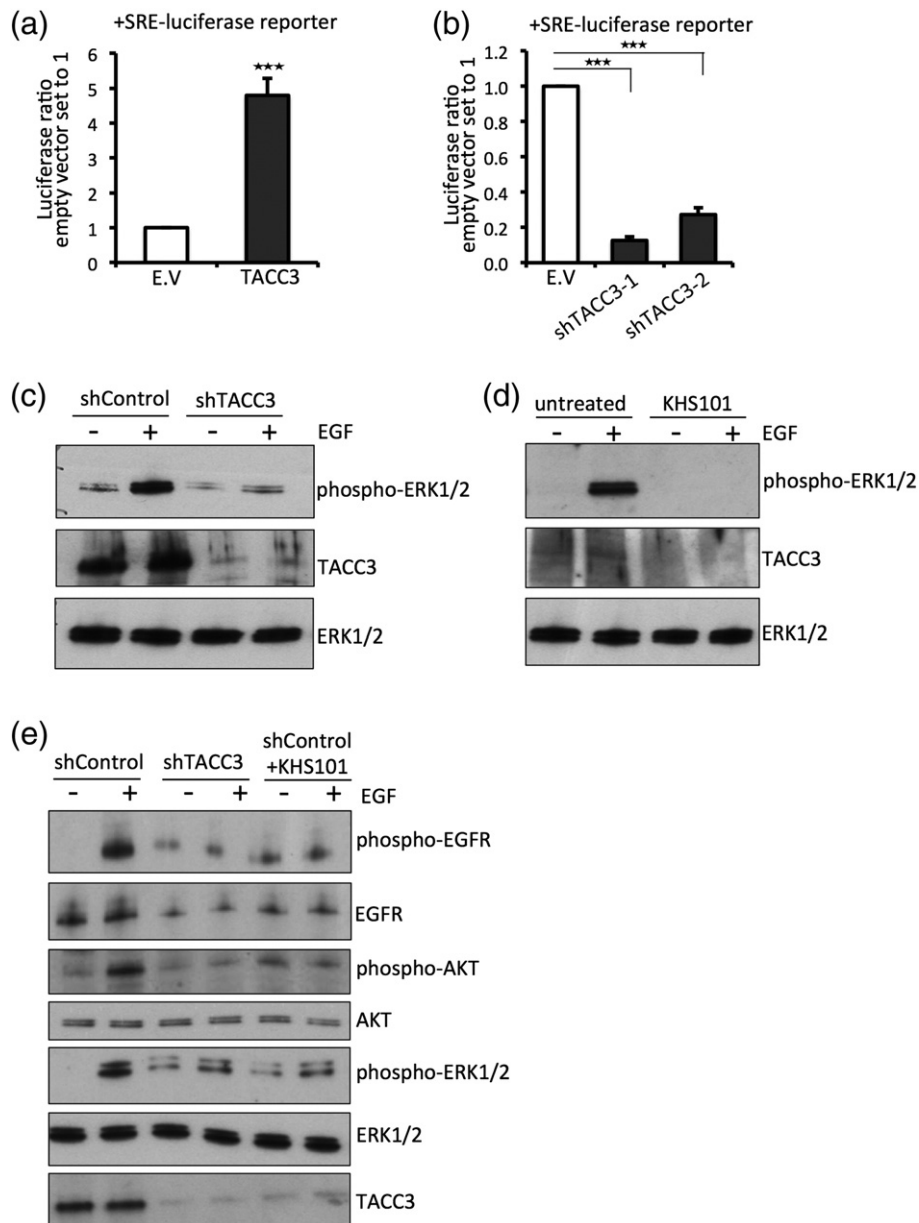 (a)
+SRE-luciferase reporter
Luciferase ratio
empty vector set to 1
6
5
4
3
2
1
0
★★★
E.V
TACC3
(b)
+SRE-luciferase reporter
Luciferase ratio
empty vector set to 1
1.2
1.0
0.8
0.6
0.4
0.2
0.0
★★★
★★★
E.V
shTACC3-1
shTACC3-2
(c)
shControl shTACC3
- + - + EGF
phospho-ERK1/2
TACC3
ERK1/2
(d)
untreated KHS101
- + - + EGF
phospho-ERK1/2
TACC3
ERK1/2
(e)
shControl shTACC3 shControl
+KHS101
- + - + - + EGF
phospho-EGFR
EGFR
phospho-AKT
AKT
phospho-ERK1/2
ERK1/2
TACC3